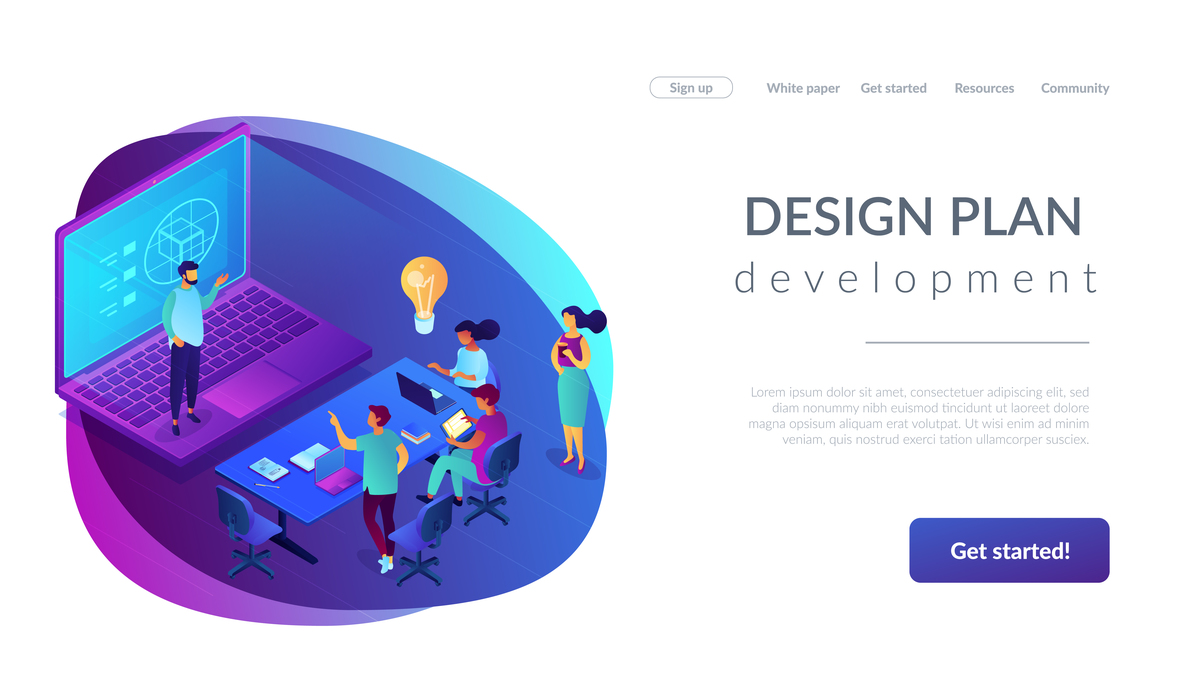 Sign up White paper Get started Resources Community
DESIGN PLAN
development
Lorem ipsum dolor sit amet, consectetuer adipiscing elit, sed
diam nonummy nibh euismod tincidunt ut laoreet dolore
magna opsisum aliquam erat volutpat. Ut wisi enim ad minim
veniam, quis nostrud exerci tation ullamcorper susciex.
Get started!